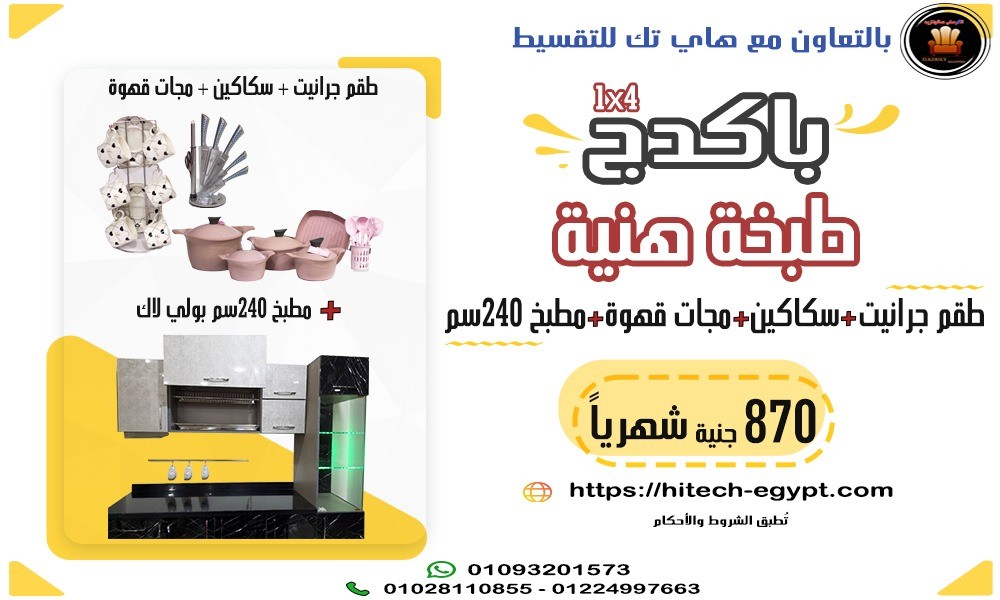 بالتعاون مع هاي تك للتقسيط
باكدج 1x4
طبخة هنية
طقم جرانيت+سكاكين+مجات قهوة+مطبخ 240سم
870 جنية شهرياً
https://hitech-egypt.com
تُطبق الشروط والأحكام
طقم جرانيت + سكاكين + مجات قهوة
+ مطبخ 240سم بولي لاك
01093201573
01028110855 - 01224997663